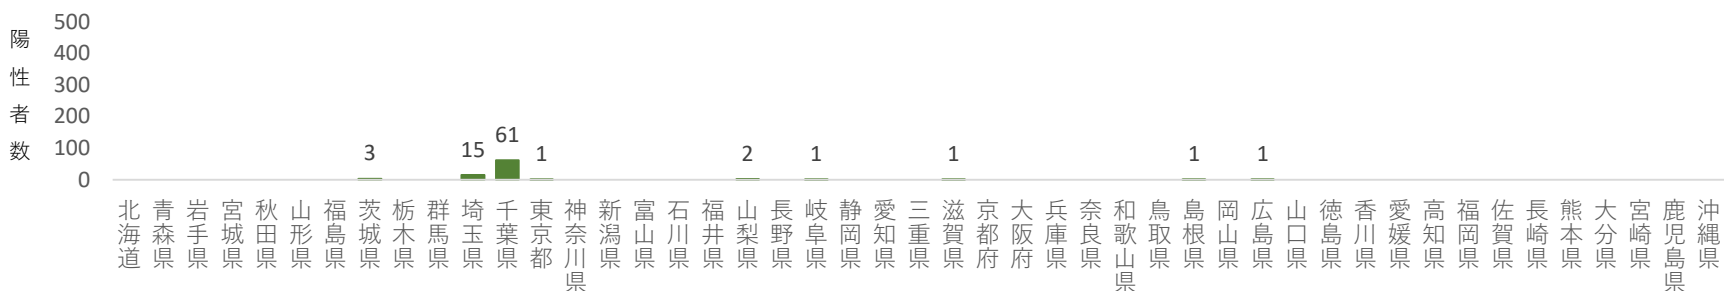 陽性者数
500
400
300
200
100
0
3
15
61
1
2
1
1
1
1
北海道
青森県
岩手県
宮城県
秋田県
山形県
福島県
茨城県
栃木県
群馬県
埼玉県
千葉県
東京都
神奈川県
新潟県
富山県
石川県
福井県
山梨県
長野県
岐阜県
静岡県
愛知県
三重県
滋賀県
京都府
大阪府
兵庫県
奈良県
和歌山県
鳥取県
島根県
岡山県
広島県
山口県
徳島県
香川県
愛媛県
高知県
福岡県
佐賀県
長崎県
熊本県
大分県
宮崎県
鹿児島県
沖縄県